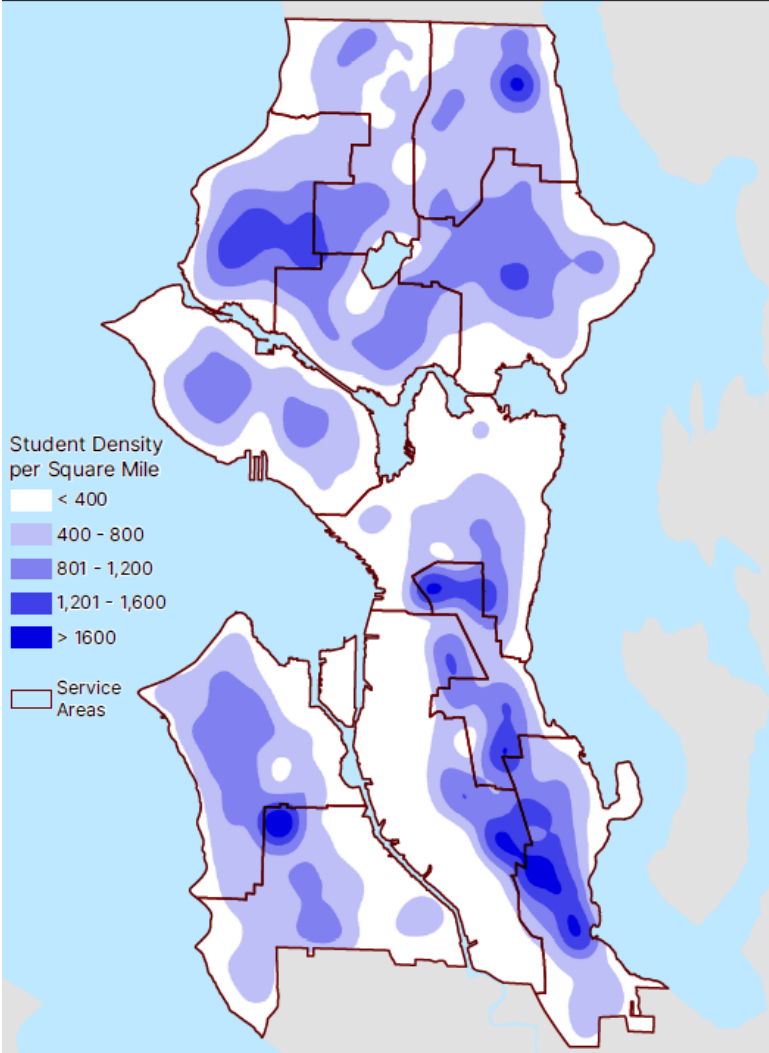 Student Density
per Square Mile
< 400
400 - 800
801 - 1,200
1,201 - 1,600
> 1600
Service
Areas